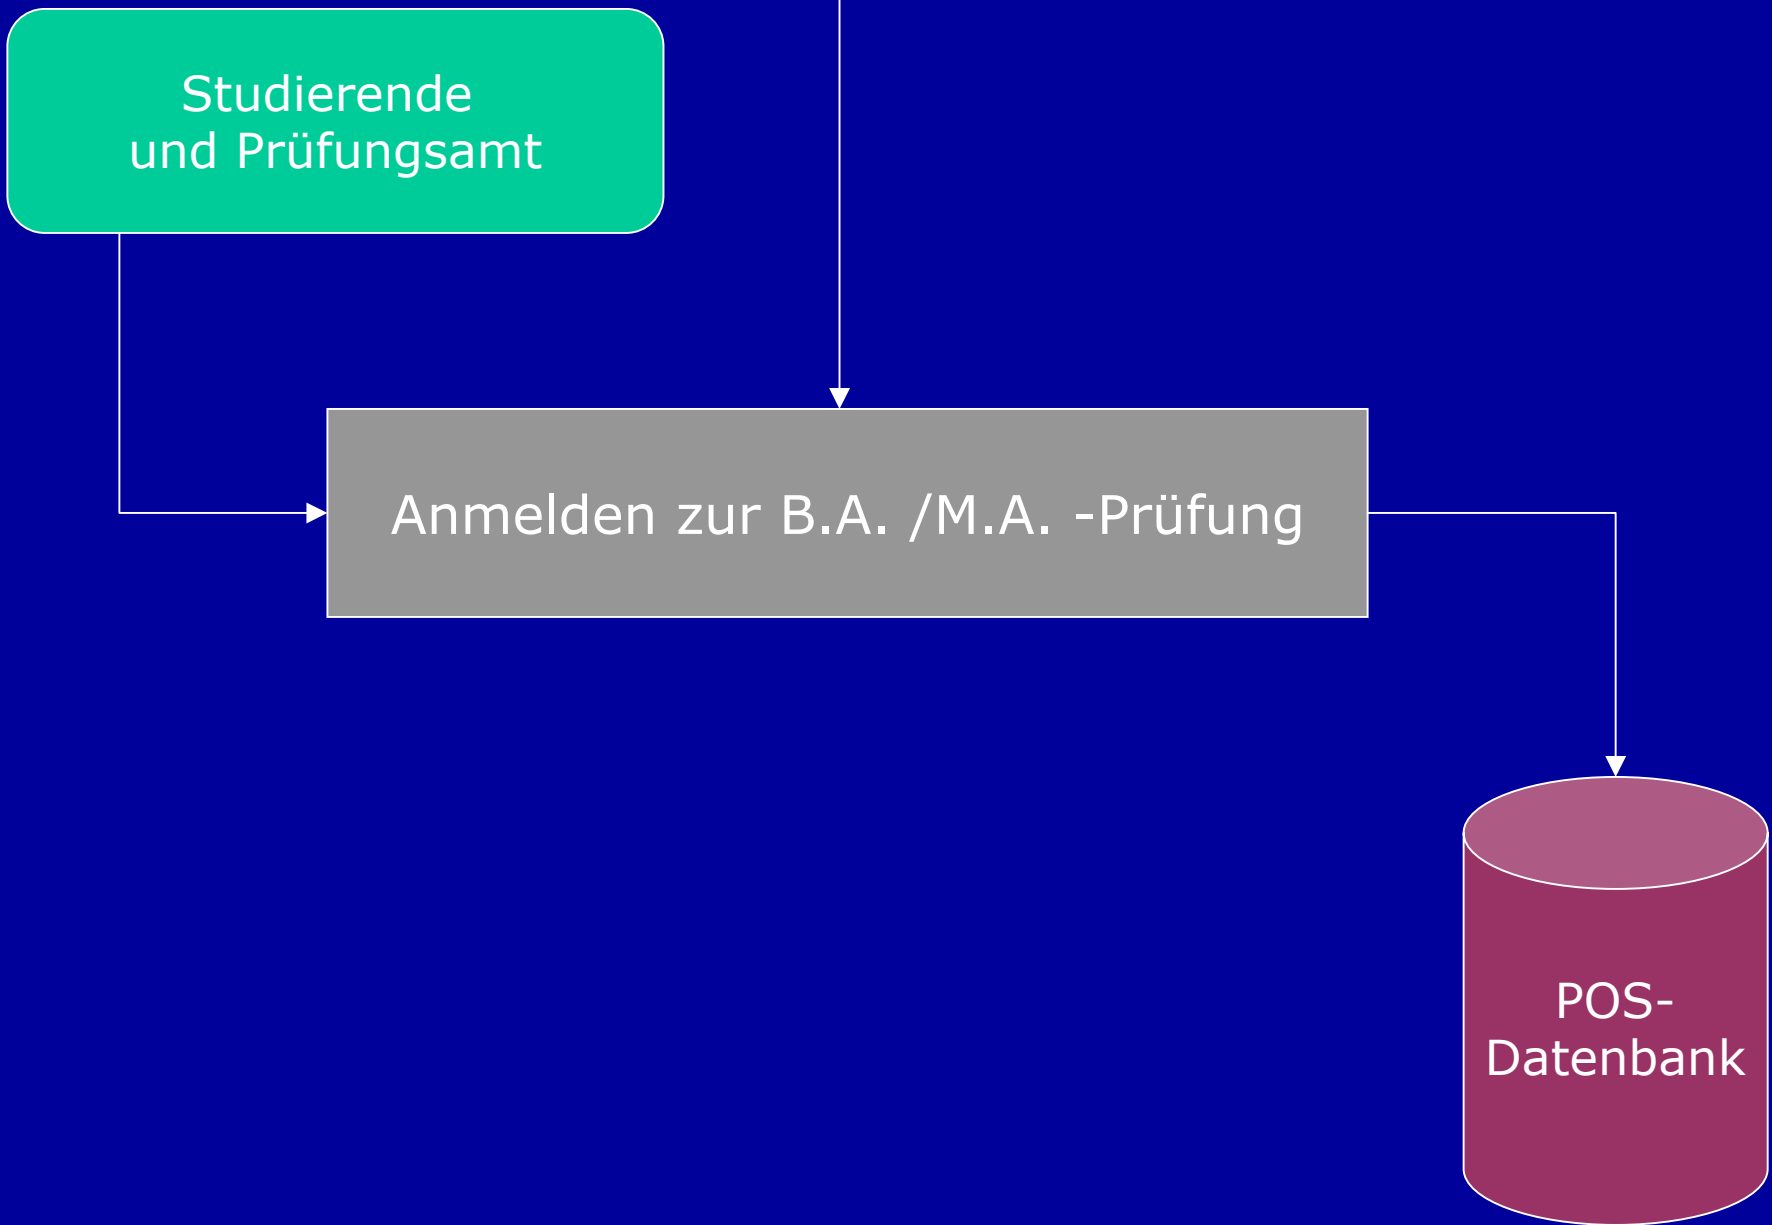 Studierende
und Prüfungsamt
Anmelden zur B.A. /M.A. -Prüfung
POS-
Datenbank